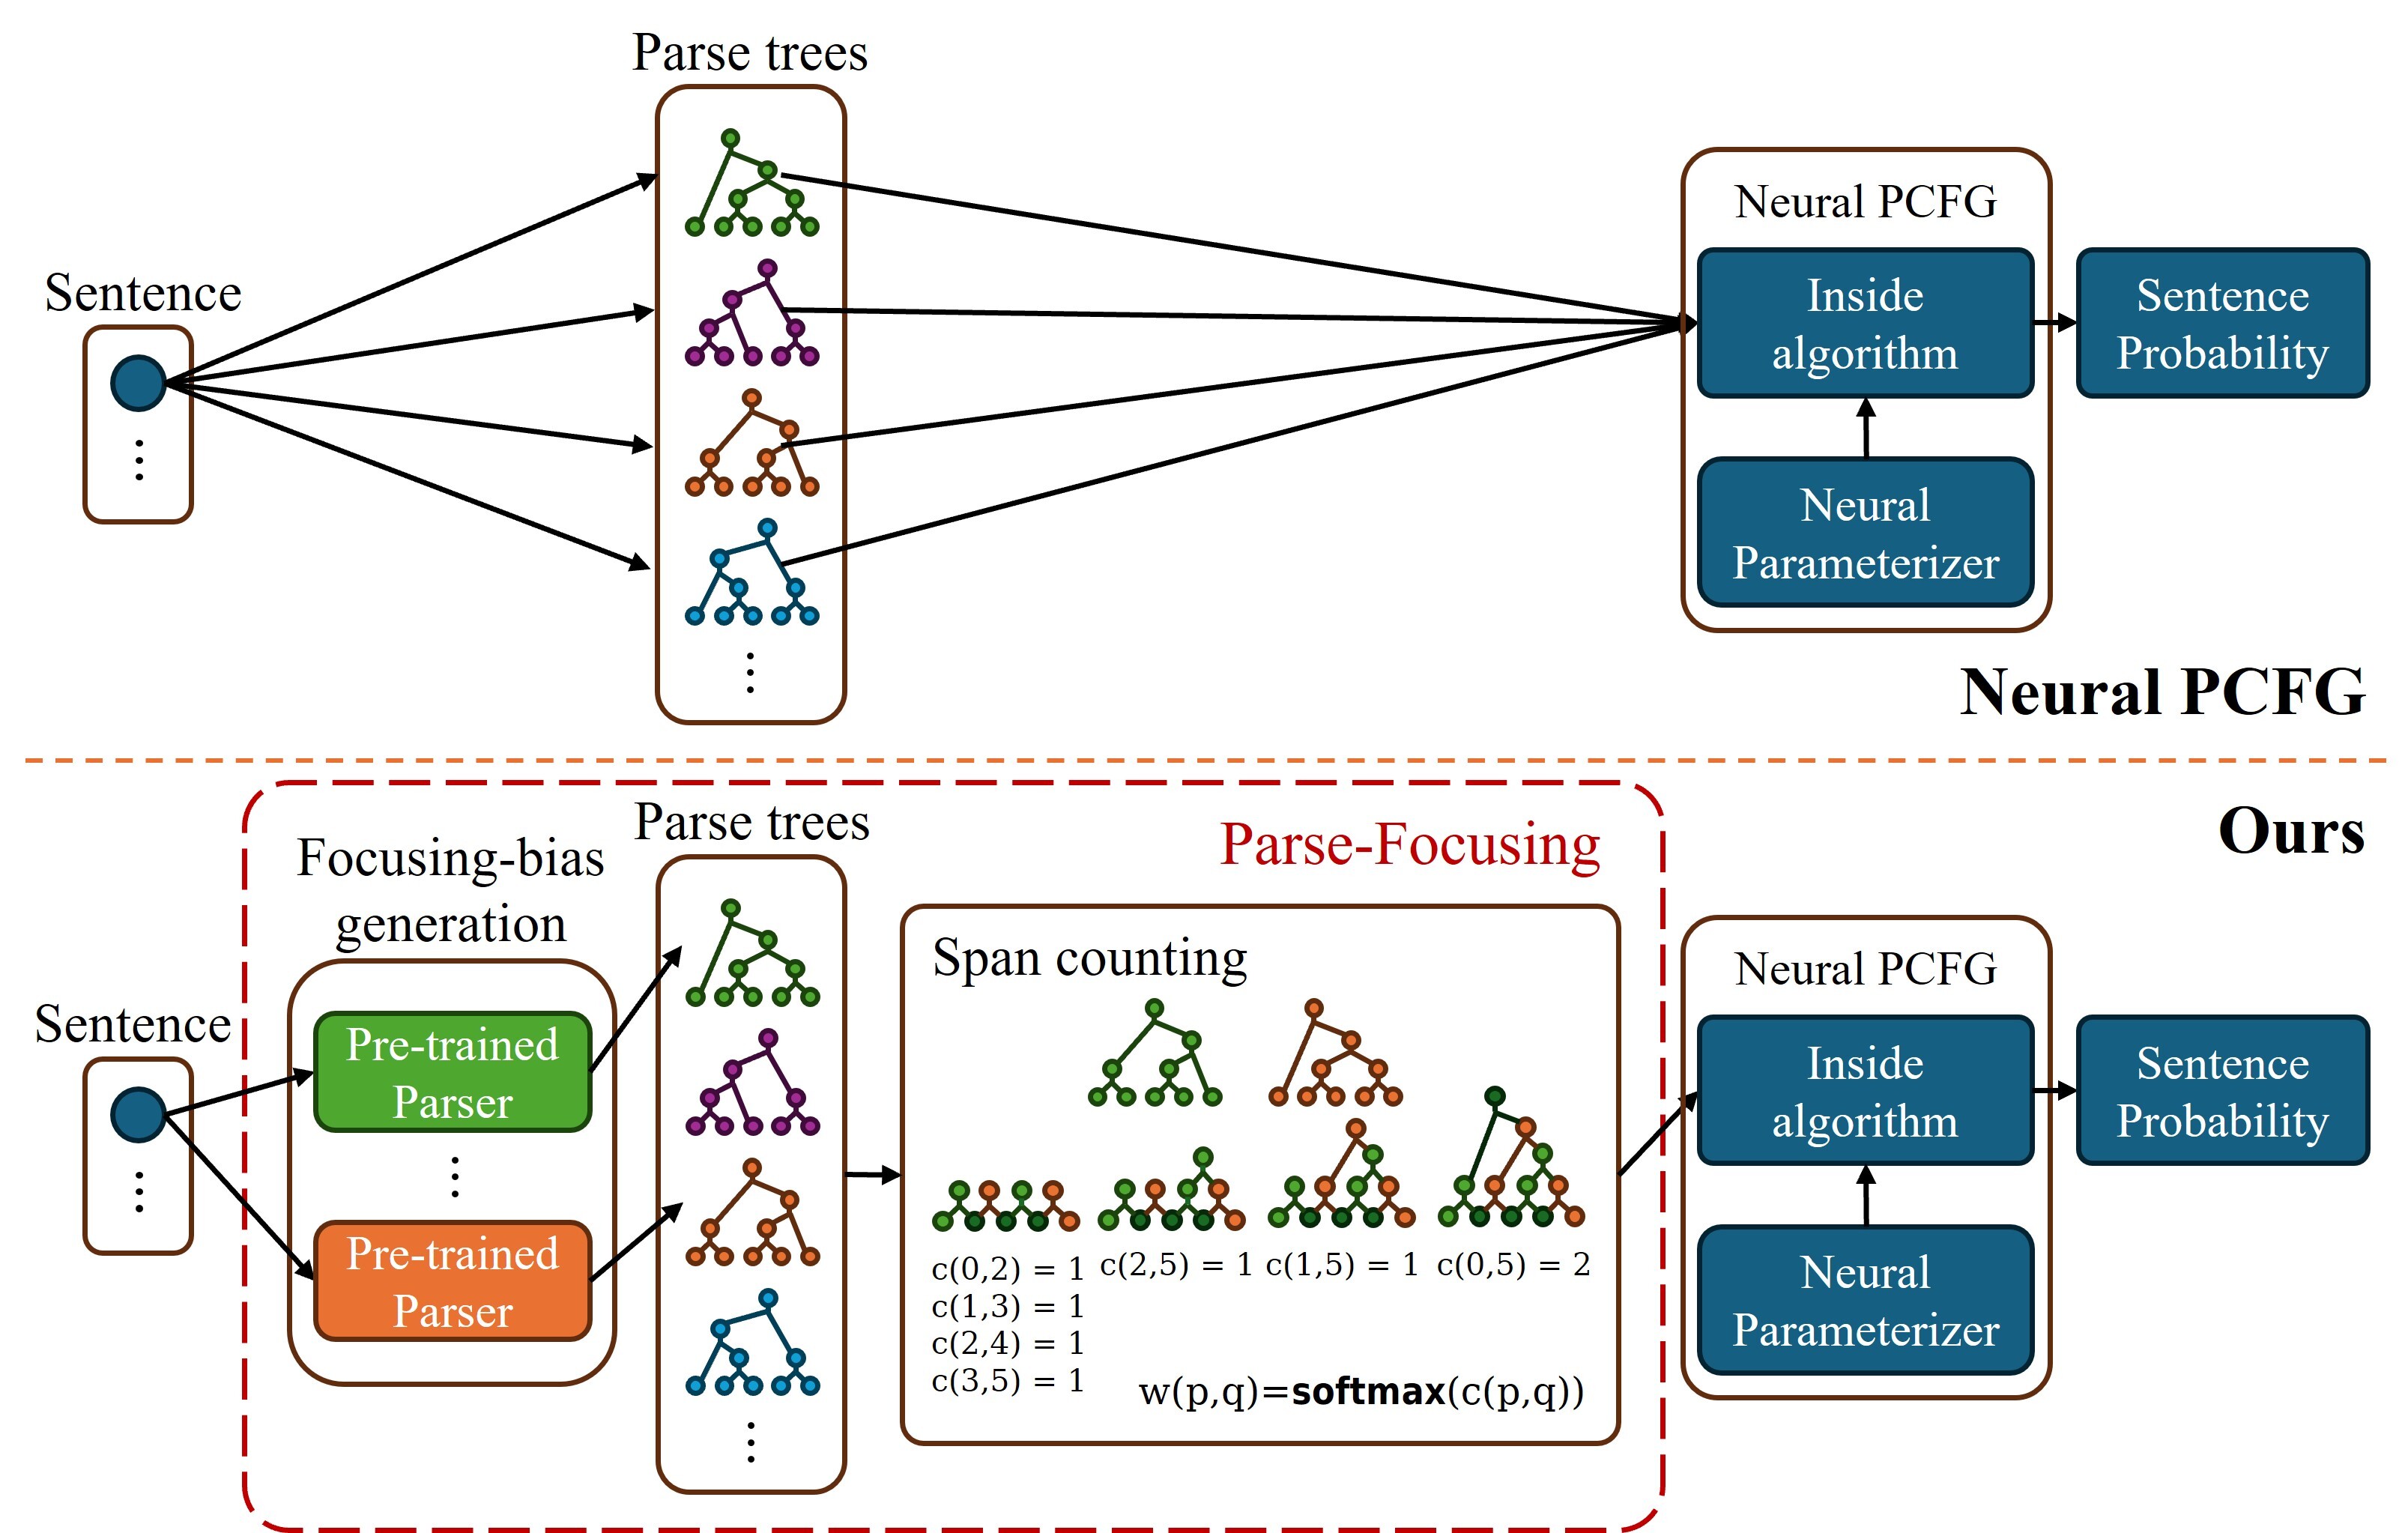 Parse trees
Sentence
Neural PCFG
Inside
algorithm
Sentence
Probability
Neural
Parameterizer
Neural PCFG
Ours
Parse-Focusing
Focusing-bias
generation
Parse trees
Sentence
Pre-trained
Parser
Pre-trained
Parser
Span counting
c(0,2) = 1
c(1,3) = 1
c(2,4) = 1
c(3,5) = 1
c(2,5) = 1
c(1,5) = 1
c(0,5) = 2
w(p,q)=softmax(c(p,q))
Neural PCFG
Inside
algorithm
Sentence
Probability
Neural
Parameterizer